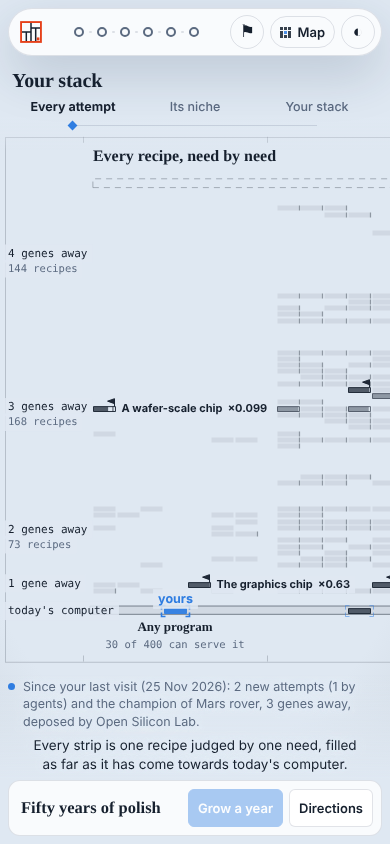 Map
Your stack
Every attempt
Its niche
Your stack
Every recipe, need by need
4 genes away
144 recipes
3 genes away
168 recipes
A wafer-scale chip ×0.099
2 genes away
73 recipes
1 gene away
The graphics chip ×0.63
yours
today's computer
Any program
30 of 400 can serve it
Since your last visit (25 Nov 2026): 2 new attempts (1 by
agents) and the champion of Mars rover, 3 genes away,
deposed by Open Silicon Lab.
Every strip is one recipe judged by one need, filled
as far as it has come towards today's computer.
Fifty years of polish
Grow a year
Directions